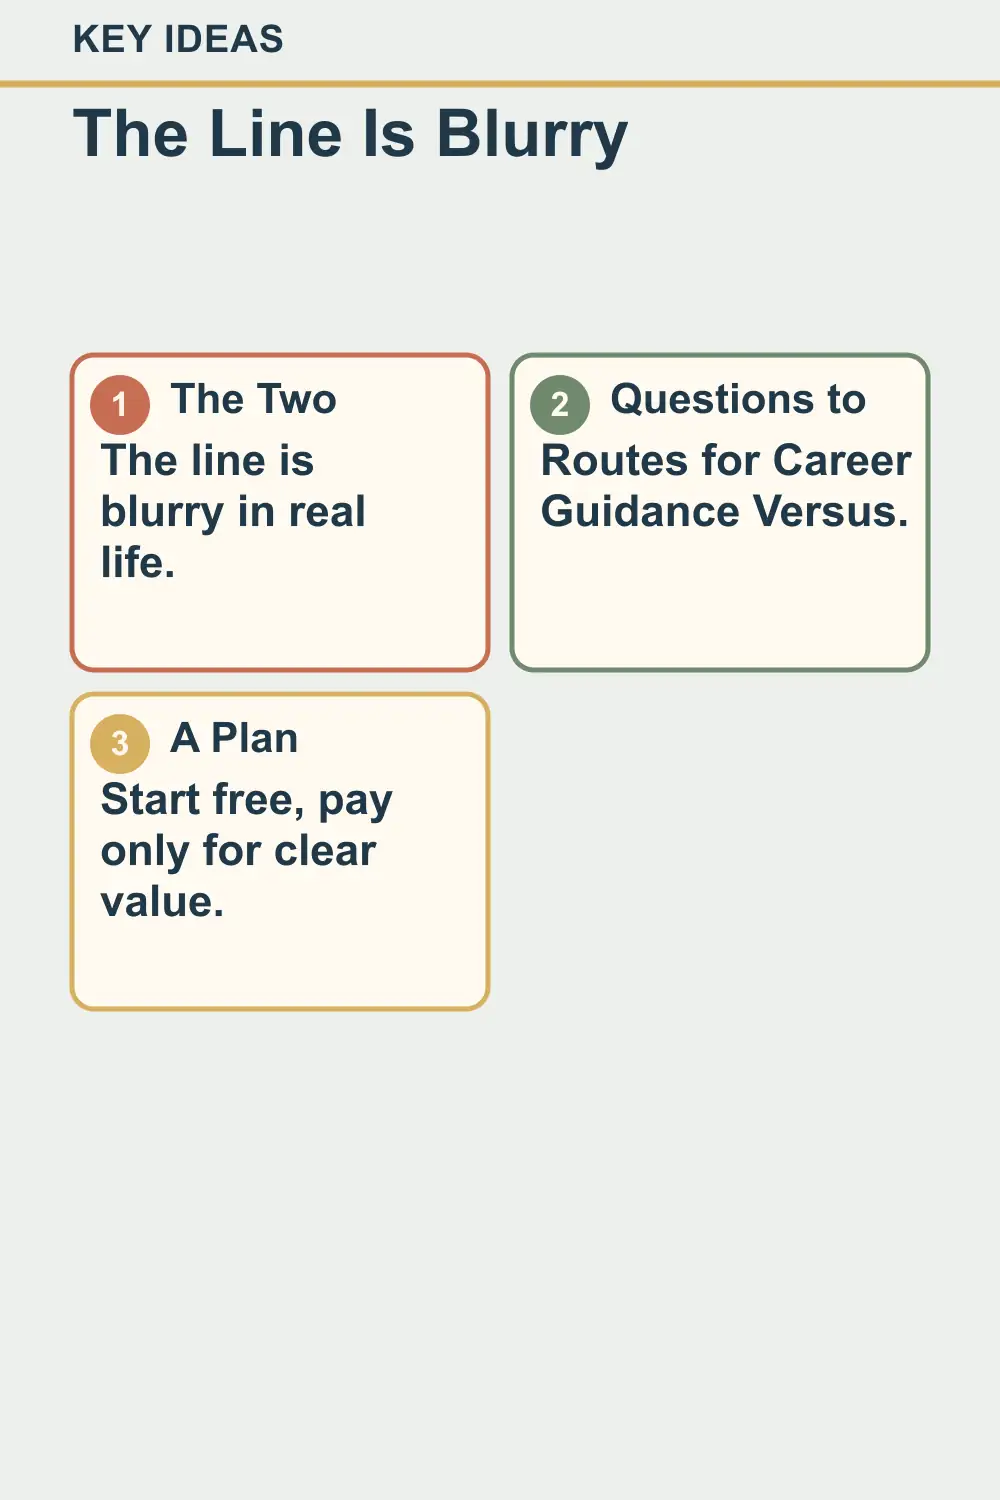 KEY IDEAS
The Line Is Blurry
1 The Two
The line is
blurry in real
life.
2 Questions to
Routes for Career
Guidance Versus.
3 A Plan
Start free, pay
only for clear
value.